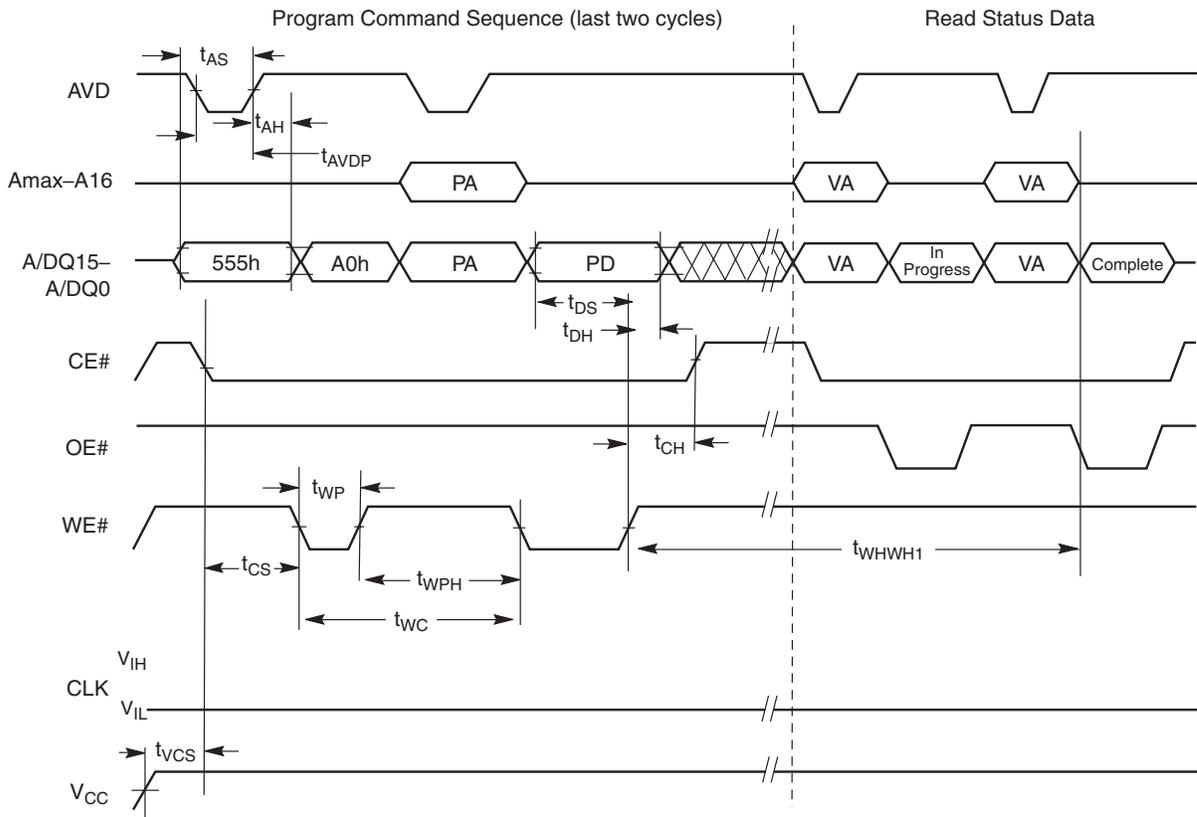 Program Command Sequence (last two cycles) Read Status Data
tAS
AVD
tAH
tAVDP
Amax–A16 PA VA VA
A/DQ15–
A/DQ0
555h A0h PA PD VA In
Progress VA Complete
tDS
tDH
CE#
tCH
OE#
tWP
WE#
tWHWH1
tCS
tWPH
tWC
VIH
CLK
VIL
tVCS
VCC